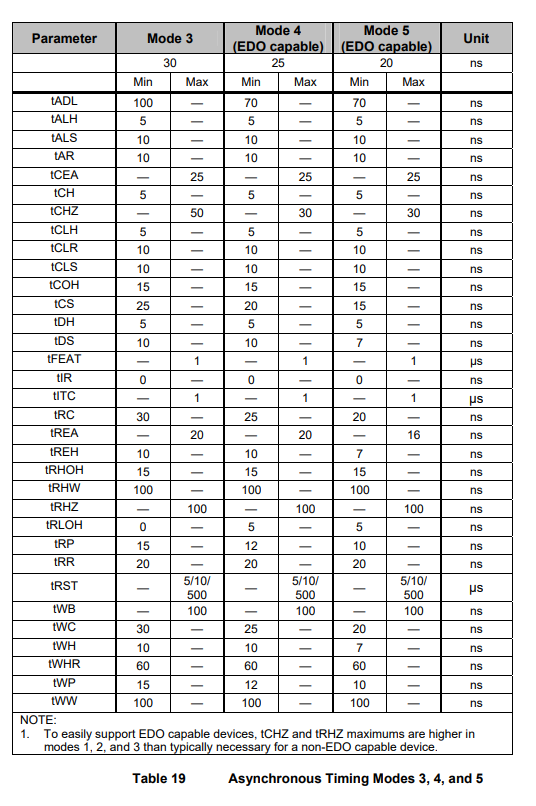 Parameter Mode 3 Mode 4 (EDO capable) Mode 5 (EDO capable) Unit
30 25 20 ns
Min Max Min Max Min Max
tADL 100 — 70 — 70 — ns
tALH 5 — 5 — 5 — ns
tALS 10 — 10 — 10 — ns
tAR 10 — 10 — 10 — ns
tCEA — 25 — 25 — 25 ns
tCH 5 — 5 — 5 — ns
tCHZ — 50 — 30 — 30 ns
tCLH 5 — 5 — 5 — ns
tCLR 10 — 10 — 10 — ns
tCLS 10 — 10 — 10 — ns
tCOH 15 — 15 — 15 — ns
tCS 25 — 20 — 15 — ns
tDH 5 — 5 — 5 — ns
tDS 10 — 10 — 7 — ns
tFEAT — 1 — 1 — 1 µs
tIR 0 — 0 — 0 — ns
tITC — 1 — 1 — 1 µs
tRC 30 — 25 — 20 — ns
tREA — 20 — 20 — 16 ns
tREH 10 — 10 — 7 — ns
tRHOH 15 — 15 — 15 — ns
tRHW 100 — 100 — 100 — ns
tRHZ — 100 — 100 — 100 ns
tRLOH 0 — 5 — 5 — ns
tRP 15 — 12 — 10 — ns
tRR 20 — 20 — 20 — ns
tRST — 5/10/500 — 5/10/500 — 5/10/500 µs
tWB — 100 — 100 — 100 ns
tWC 30 — 25 — 20 — ns
tWH 10 — 10 — 7 — ns
tWHR 60 — 60 — 60 — ns
tWP 15 — 12 — 10 — ns
tWW 100 — 100 — 100 — ns
NOTE:
1. To easily support EDO capable devices, tCHZ and tRHZ maximums are higher in
modes 1, 2, and 3 than typically necessary for a non-EDO capable device.
Table 19 Asynchronous Timing Modes 3, 4, and 5